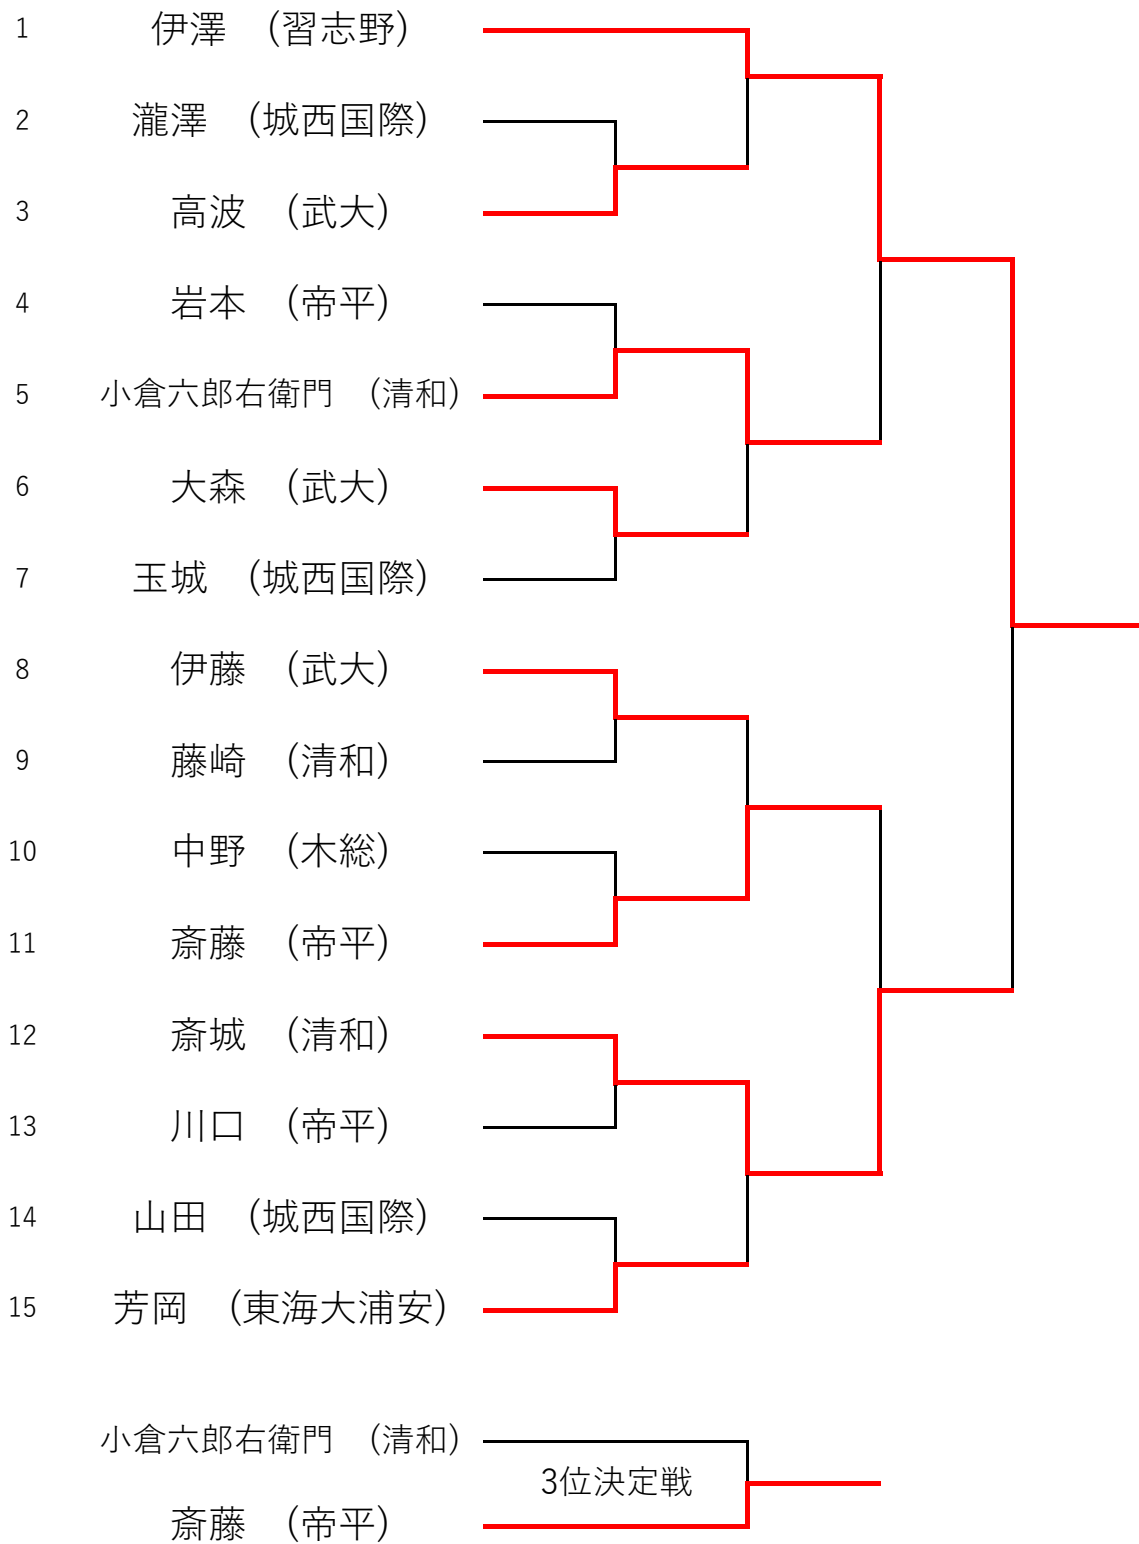 1 伊澤 (習志野)
2 瀧澤 (城西国際)
3 高波 (武大)
4 岩本 (帝平)
5 小倉六郎右衛門 (清和)
6 大森 (武大)
7 玉城 (城西国際)
8 伊藤 (武大)
9 藤崎 (清和)
10 中野 (木総)
11 斎藤 (帝平)
12 斎城 (清和)
13 川口 (帝平)
14 山田 (城西国際)
15 芳岡 (東海大浦安)
小倉六郎右衛門 (清和)
3位決定戦
斎藤 (帝平)